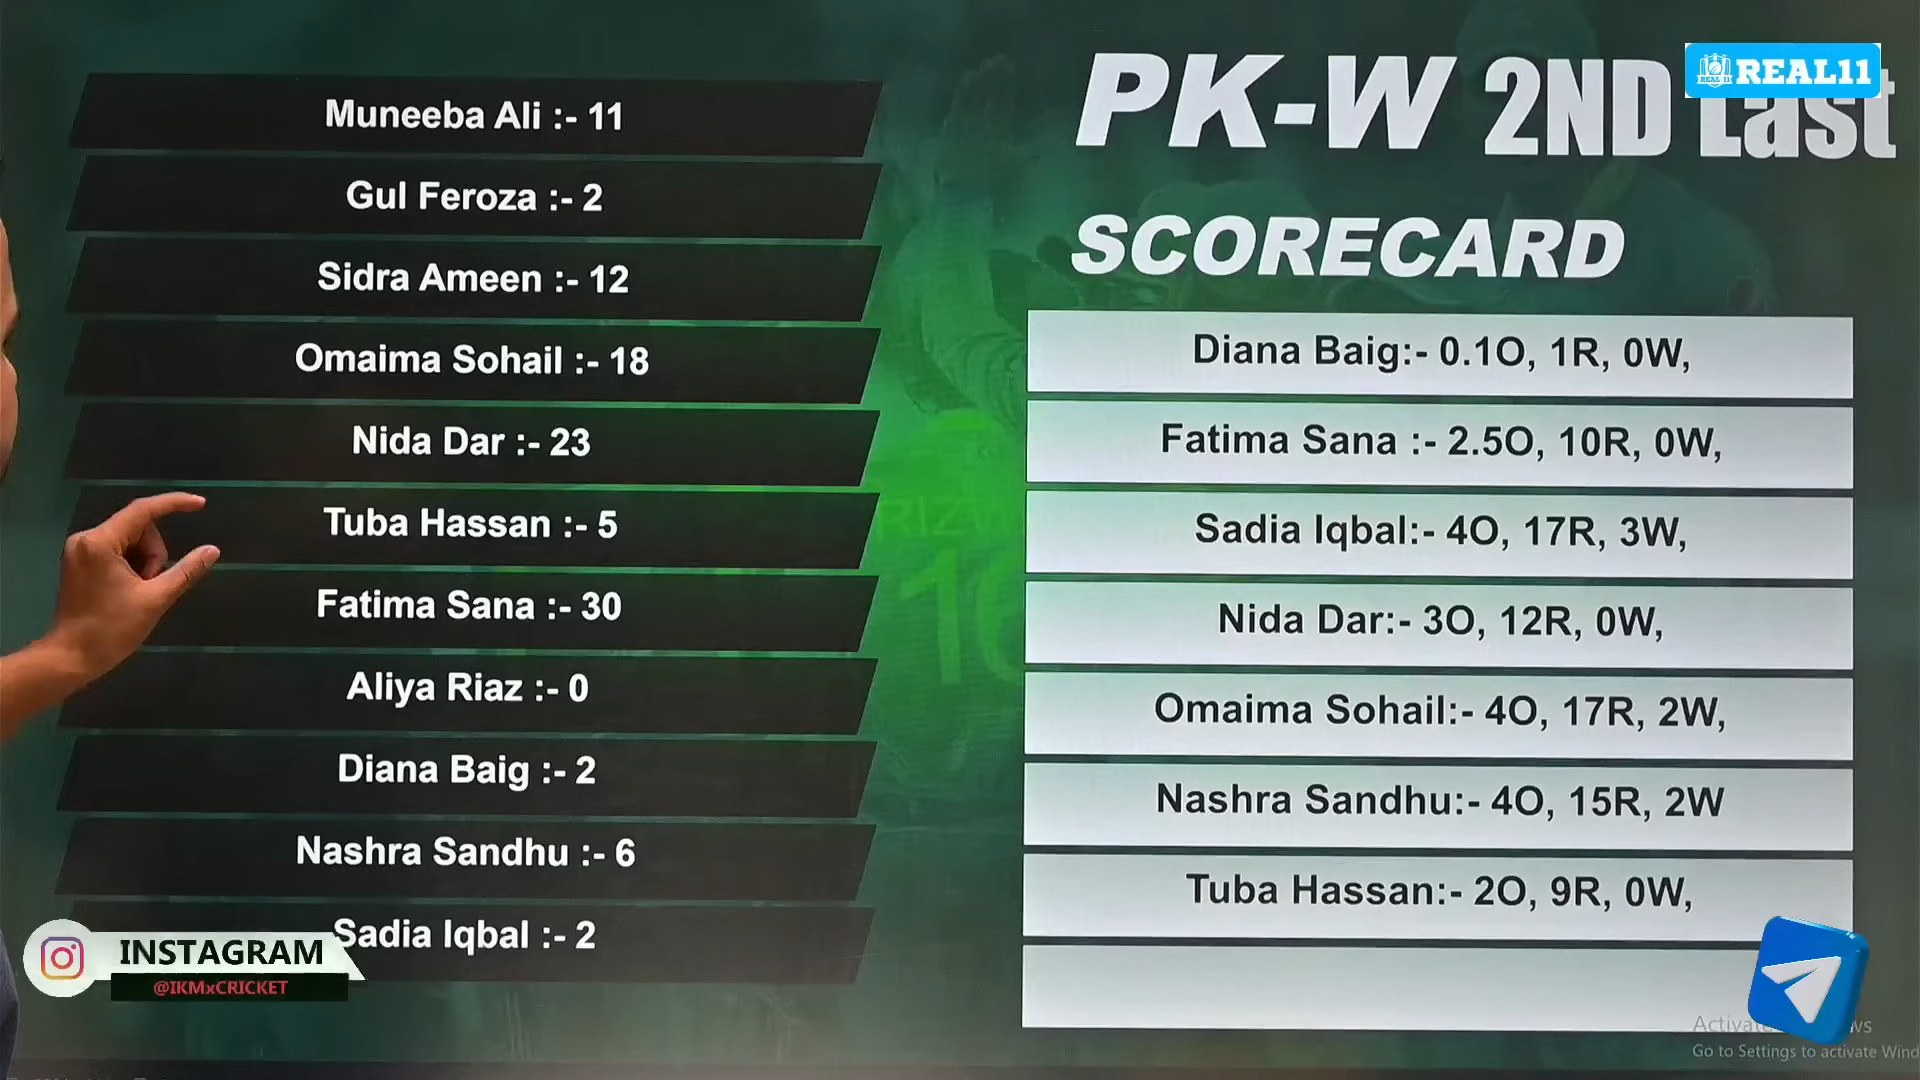 Muneeba Ali :- 11
Gul Feroza :- 2
Sidra Ameen :- 12
Omaima Sohail :- 18
Nida Dar :- 23
Tuba Hassan :- 5
Fatima Sana :- 30
Aliya Riaz :- 0
Diana Baig :- 2
Nashra Sandhu :- 6
Sadia Iqbal :- 2
INSTAGRAM
@IKMxCRICKET
REAL11
REAL 11
PK-W 2ND Last
SCORECARD
Diana Baig:- 0.1O, 1R, 0W,
Fatima Sana :- 2.5O, 10R, 0W,
Sadia Iqbal:- 4O, 17R, 3W,
Nida Dar:- 3O, 12R, 0W,
Omaima Sohail:- 4O, 17R, 2W,
Nashra Sandhu:- 4O, 15R, 2W
Tuba Hassan:- 2O, 9R, 0W,
Go to Settings to activate Wind